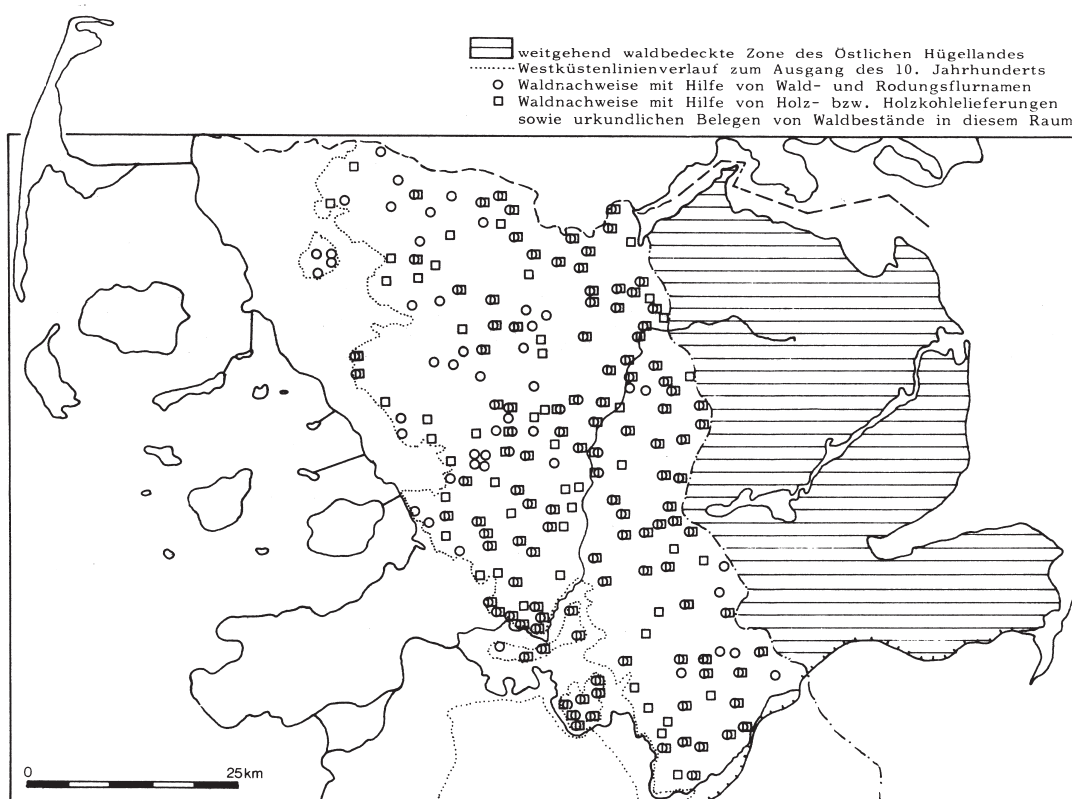 weitgehend waldbedeckte Zone des Östlichen Hügellandes
Westküstenlinienverlauf zum Ausgang des 10. Jahrhunderts
Waldnachweise mit Hilfe von Wald- und Rodungsflurnamen
Waldnachweise mit Hilfe von Holz- bzw. Holzkohlelieferungen
sowie urkundlichen Belegen von Waldbestände in diesem Raum
0 25km